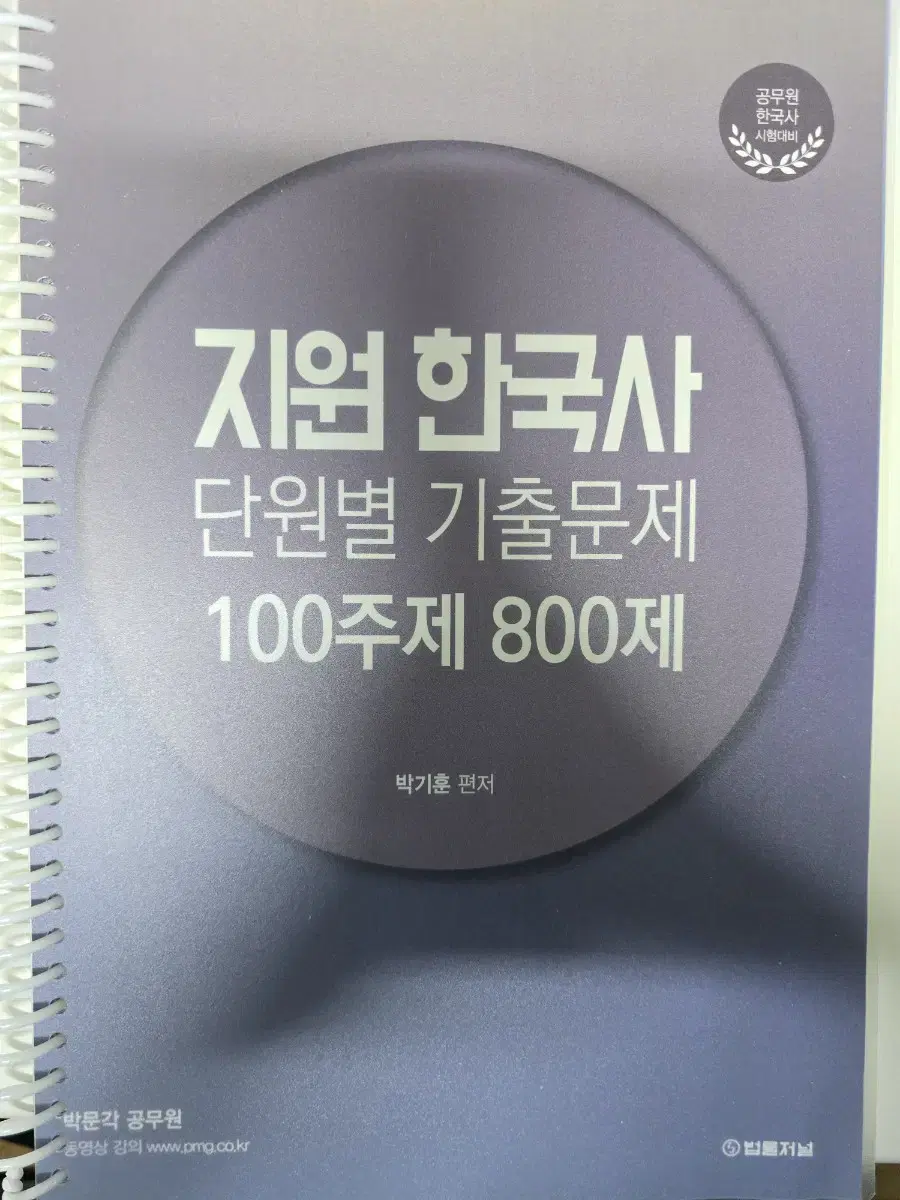 공무원
한국사
시험대비
지원 한국사
단원별 기출문제
100주제 800제
박기훈 편저
박문각 공무원
동영상 강의 www.pmg.co.kr
법률저널